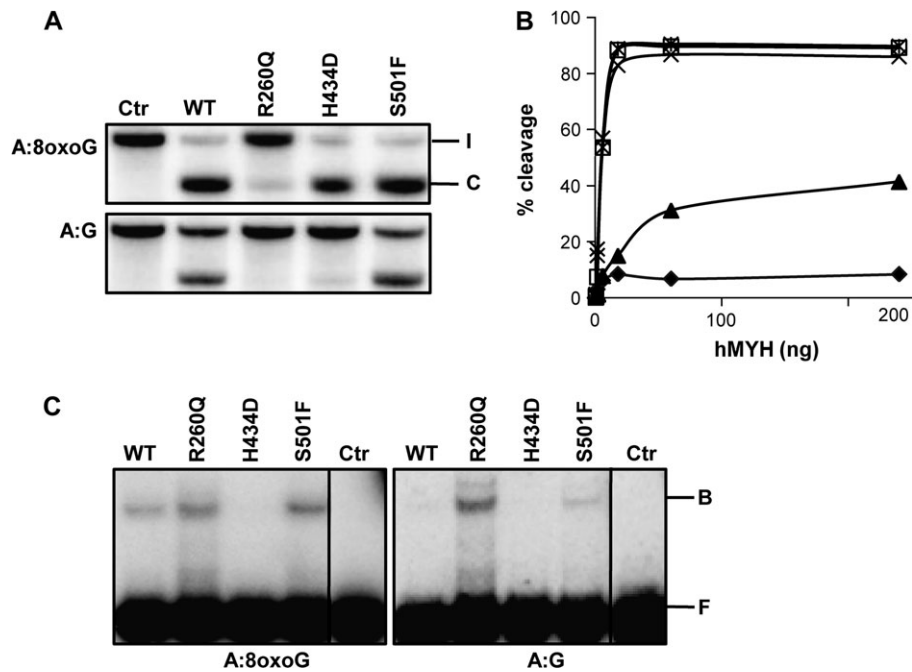 A
Ctr WT R260Q H434D S501F
A:8oxoG
I
C
A:G
B
% cleavage
100
80
60
40
20
0
0 100 200
hMYH (ng)
C
WT R260Q H434D S501F Ctr
WT R260Q H434D S501F Ctr
B
F
A:8oxoG A:G